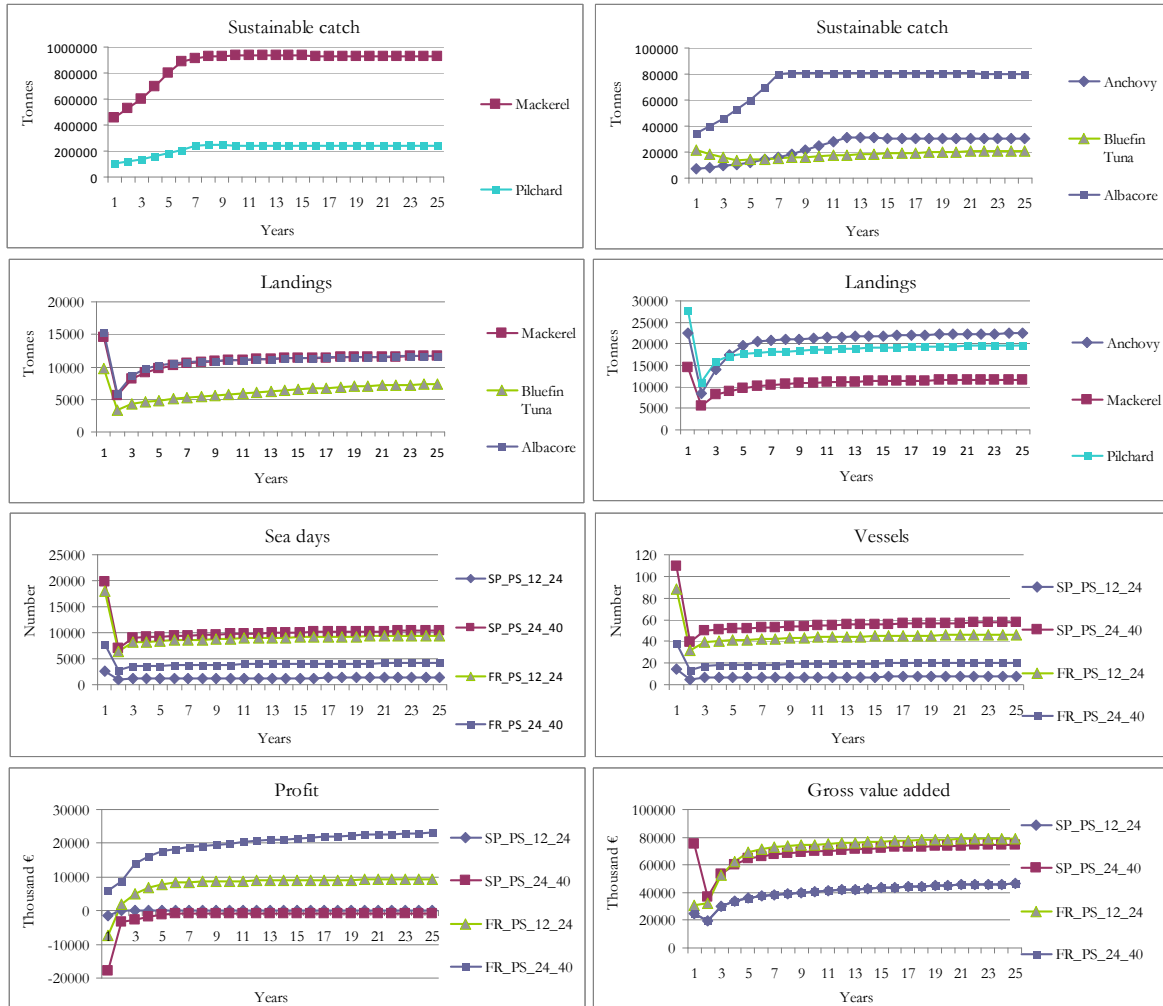 Sustainable catch
Tonnes
1000000
800000
600000
400000
200000
0
1 3 5 7 9 11 13 15 17 19 21 23 25
Years
Mackerel
Pilchard
Sustainable catch
Tonnes
100000
80000
60000
40000
20000
0
1 3 5 7 9 11 13 15 17 19 21 23 25
Years
Anchovy
Bluefin
Tuna
Albacore
Landings
Tonnes
20000
15000
10000
5000
0
1 3 5 7 9 11 13 15 17 19 21 23 25
Years
Mackerel
Bluefin
Tuna
Albacore
Landings
Tonnes
30000
25000
20000
15000
10000
5000
0
1 3 5 7 9 11 13 15 17 19 21 23 25
Years
Anchovy
Mackerel
Pilchard
Sea days
Number
25000
20000
15000
10000
5000
0
1 3 5 7 9 11 13 15 17 19 21 23 25
Years
SP_PS_12_24
SP_PS_24_40
FR_PS_12_24
FR_PS_24_40
Vessels
Number
120
100
80
60
40
20
0
1 3 5 7 9 11 13 15 17 19 21 23 25
Years
SP_PS_12_24
SP_PS_24_40
FR_PS_12_24
FR_PS_24_40
Profit
Thousand €
30000
20000
10000
0
-10000
-20000
1 3 5 7 9 11 13 15 17 19 21 23 25
Years
SP_PS_12_24
SP_PS_24_40
FR_PS_12_24
FR_PS_24_40
Gross value added
Thousand €
100000
80000
60000
40000
20000
0
1 3 5 7 9 11 13 15 17 19 21 23 25
Years
SP_PS_12_24
SP_PS_24_40
FR_PS_12_24
FR_PS_24_40